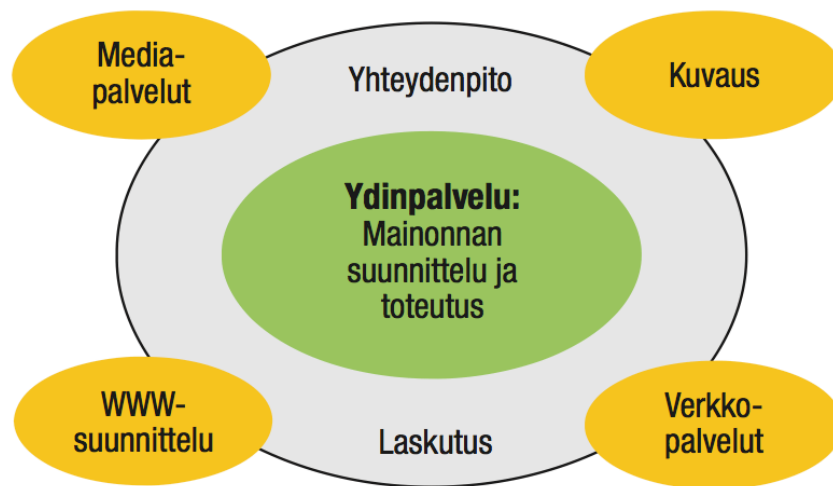 Media-
palvelut
Yhteydenpito
Kuvaus
Ydinpalvelu:
Mainonnan
suunnittelu ja
toteutus
WWW-
suunnittelu
Laskutus
Verkko-
palvelut